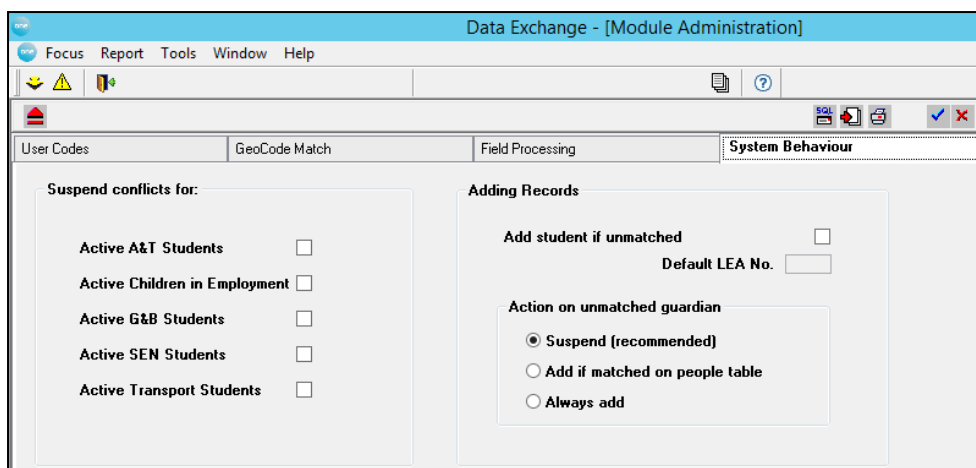 Data Exchange - [Module Administration]
Focus Report Tools Window Help
SQL
User Codes GeoCode Match Field Processing System Behaviour
Suspend conflicts for:
Active A&T Students
Active Children in Employment
Active G&B Students
Active SEN Students
Active Transport Students
Adding Records
Add student if unmatched
Default LEA No.
Action on unmatched guardian
Suspend (recommended)
Add if matched on people table
Always add